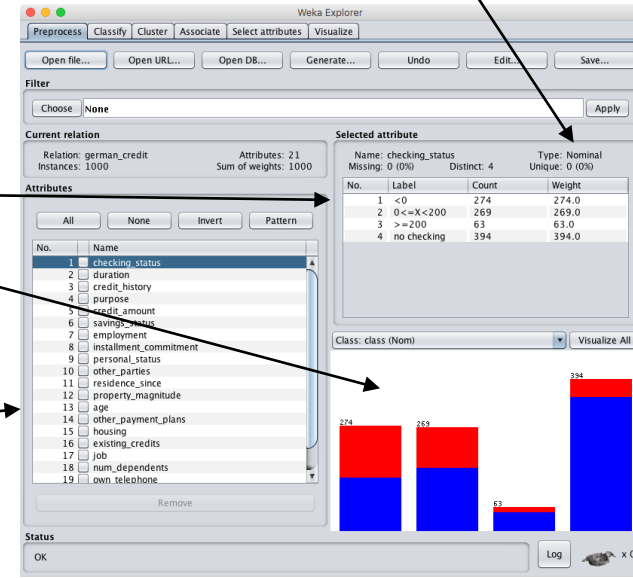 Weka Explorer
Preprocess Classify Cluster Associate Select attributes Visualize
Open file... Open URL... Open DB... Generate... Undo Edit... Save...
Filter
Choose None Apply
Current relation
Relation: german_credit Attributes: 21
Instances: 1000 Sum of weights: 1000
Attributes
All None Invert Pattern
No. Name
1 checking_status
2 duration
3 credit_history
4 purpose
5 credit_amount
6 savings_status
7 employment
8 installment_commitment
9 personal_status
10 other_parties
11 residence_since
12 property_magnitude
13 age
14 other_payment_plans
15 housing
16 existing_credits
17 job
18 num_dependents
19 own_telephone
Remove
Selected attribute
Name: checking_status Type: Nominal
Missing: 0 (0%) Distinct: 4 Unique: 0 (0%)
No. Label Count Weight
1 <0 274 274.0
2 0<=X<200 269 269.0
3 >=200 63 63.0
4 no checking 394 394.0
Class: class (Nom) Visualize All
274 269 63 394
Status
OK Log x 0